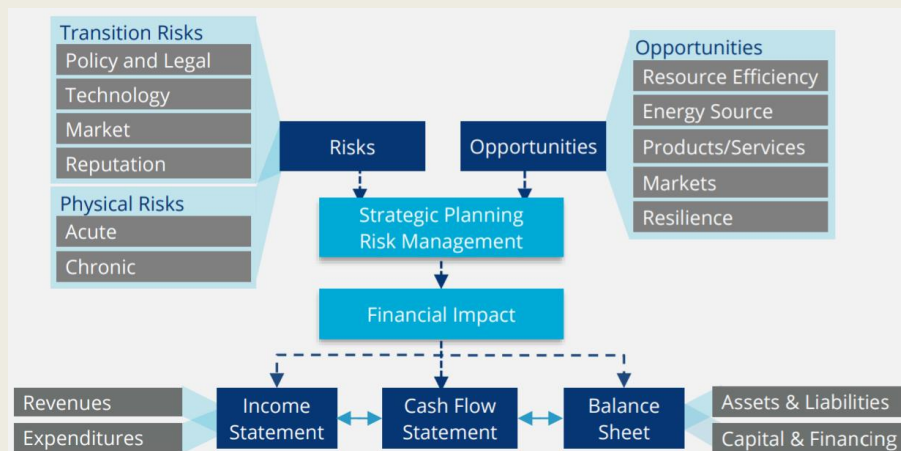 Transition Risks
Policy and Legal
Technology
Market
Reputation
Physical Risks
Acute
Chronic
Risks
Opportunities
Opportunities
Resource Efficiency
Energy Source
Products/Services
Markets
Resilience
Strategic Planning
Risk Management
Financial Impact
Revenues
Expenditures
Income
Statement
Cash Flow
Statement
Balance
Sheet
Assets & Liabilities
Capital & Financing